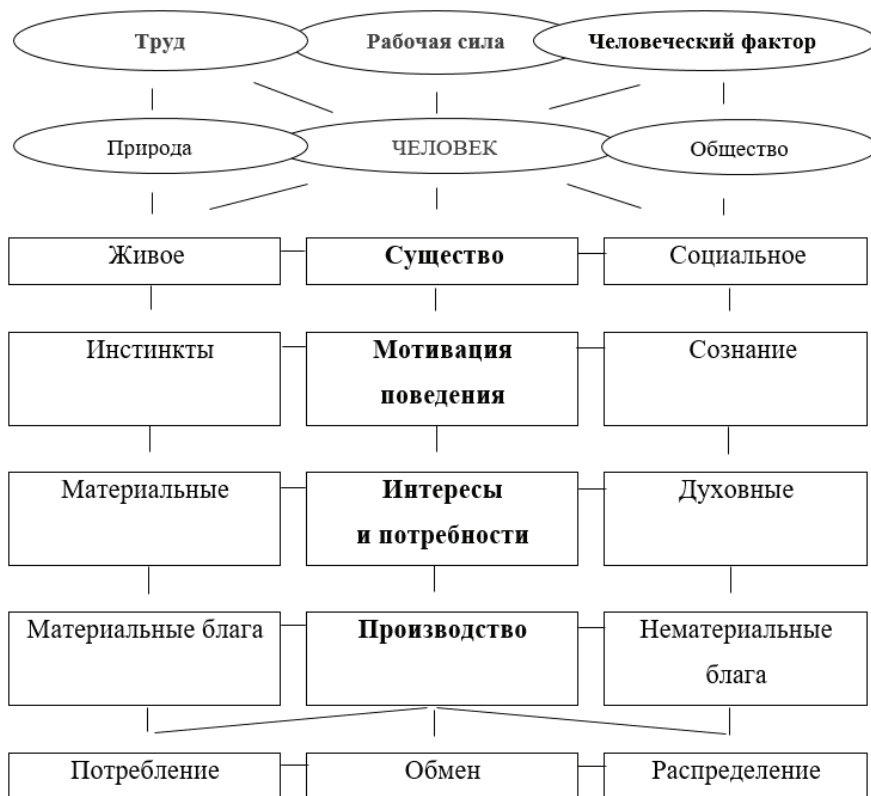 Труд Рабочая сила Человеческий фактор
Природа ЧЕЛОВЕК Общество
Живое Существо Социальное
Инстинкты Мотивация Сознание
поведения
Материальные Интересы Духовные
и потребности
Материальные блага Производство Нематериальные
блага
Потребление Обмен Распределение